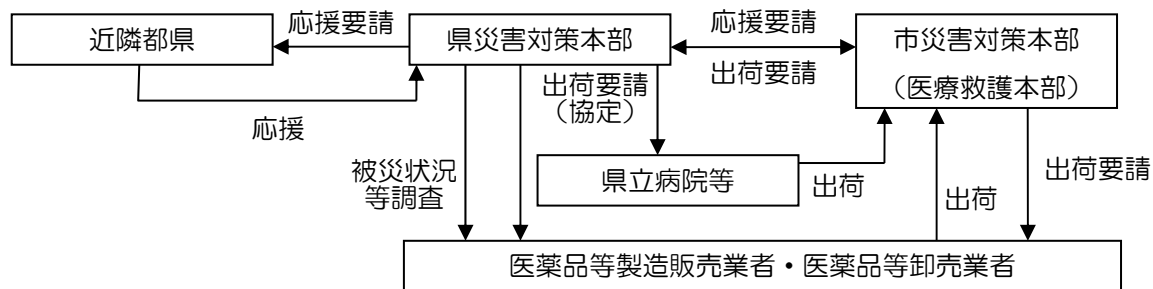 近隣都県
応援要請
県災害対策本部
応援要請
出荷要請
市災害対策本部
（医療救護本部）
応援
出荷要請
（協定）
被災状況
等調査
県立病院等
出荷
出荷
出荷要請
医薬品等製造販売業者・医薬品等卸売業者